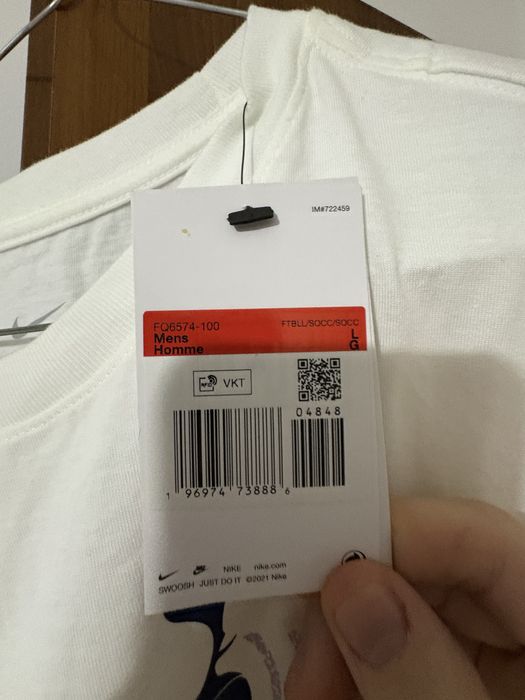 IM#722459
FQ6574-100 FTBLL/SOCC/SOCC
Mens L
Homme G
RFID VKT
04848
1 96974 73888 6
NIKE nike.com
SWOOSH JUST DO IT ©2021 Nike